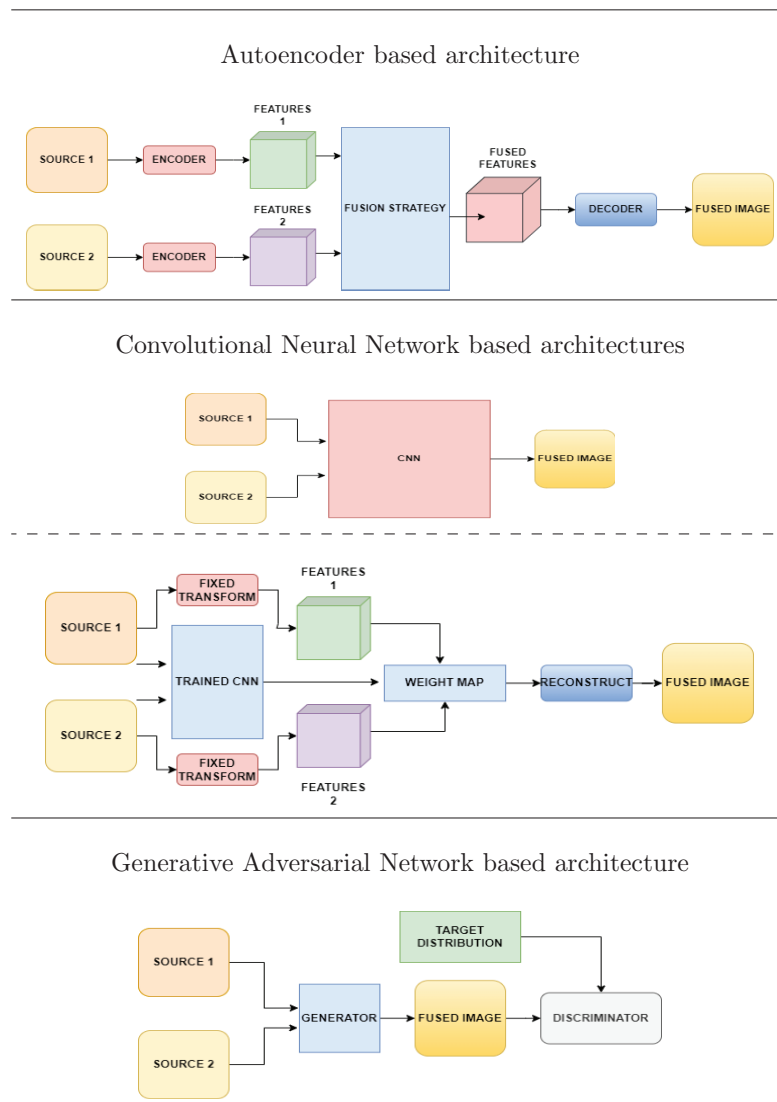 Autoencoder based architecture
FEATURES
1
SOURCE 1
ENCODER
FUSION STRATEGY
FUSED
FEATURES
DECODER
FUSED IMAGE
FEATURES
2
SOURCE 2
ENCODER
Convolutional Neural Network based architectures
SOURCE 1
CNN
FUSED IMAGE
SOURCE 2
FIXED
TRANSFORM
FEATURES
1
SOURCE 1
TRAINED CNN
WEIGHT MAP
RECONSTRUCT
FUSED IMAGE
SOURCE 2
FIXED
TRANSFORM
FEATURES
2
Generative Adversarial Network based architecture
TARGET
DISTRIBUTION
SOURCE 1
GENERATOR
FUSED IMAGE
DISCRIMINATOR
SOURCE 2